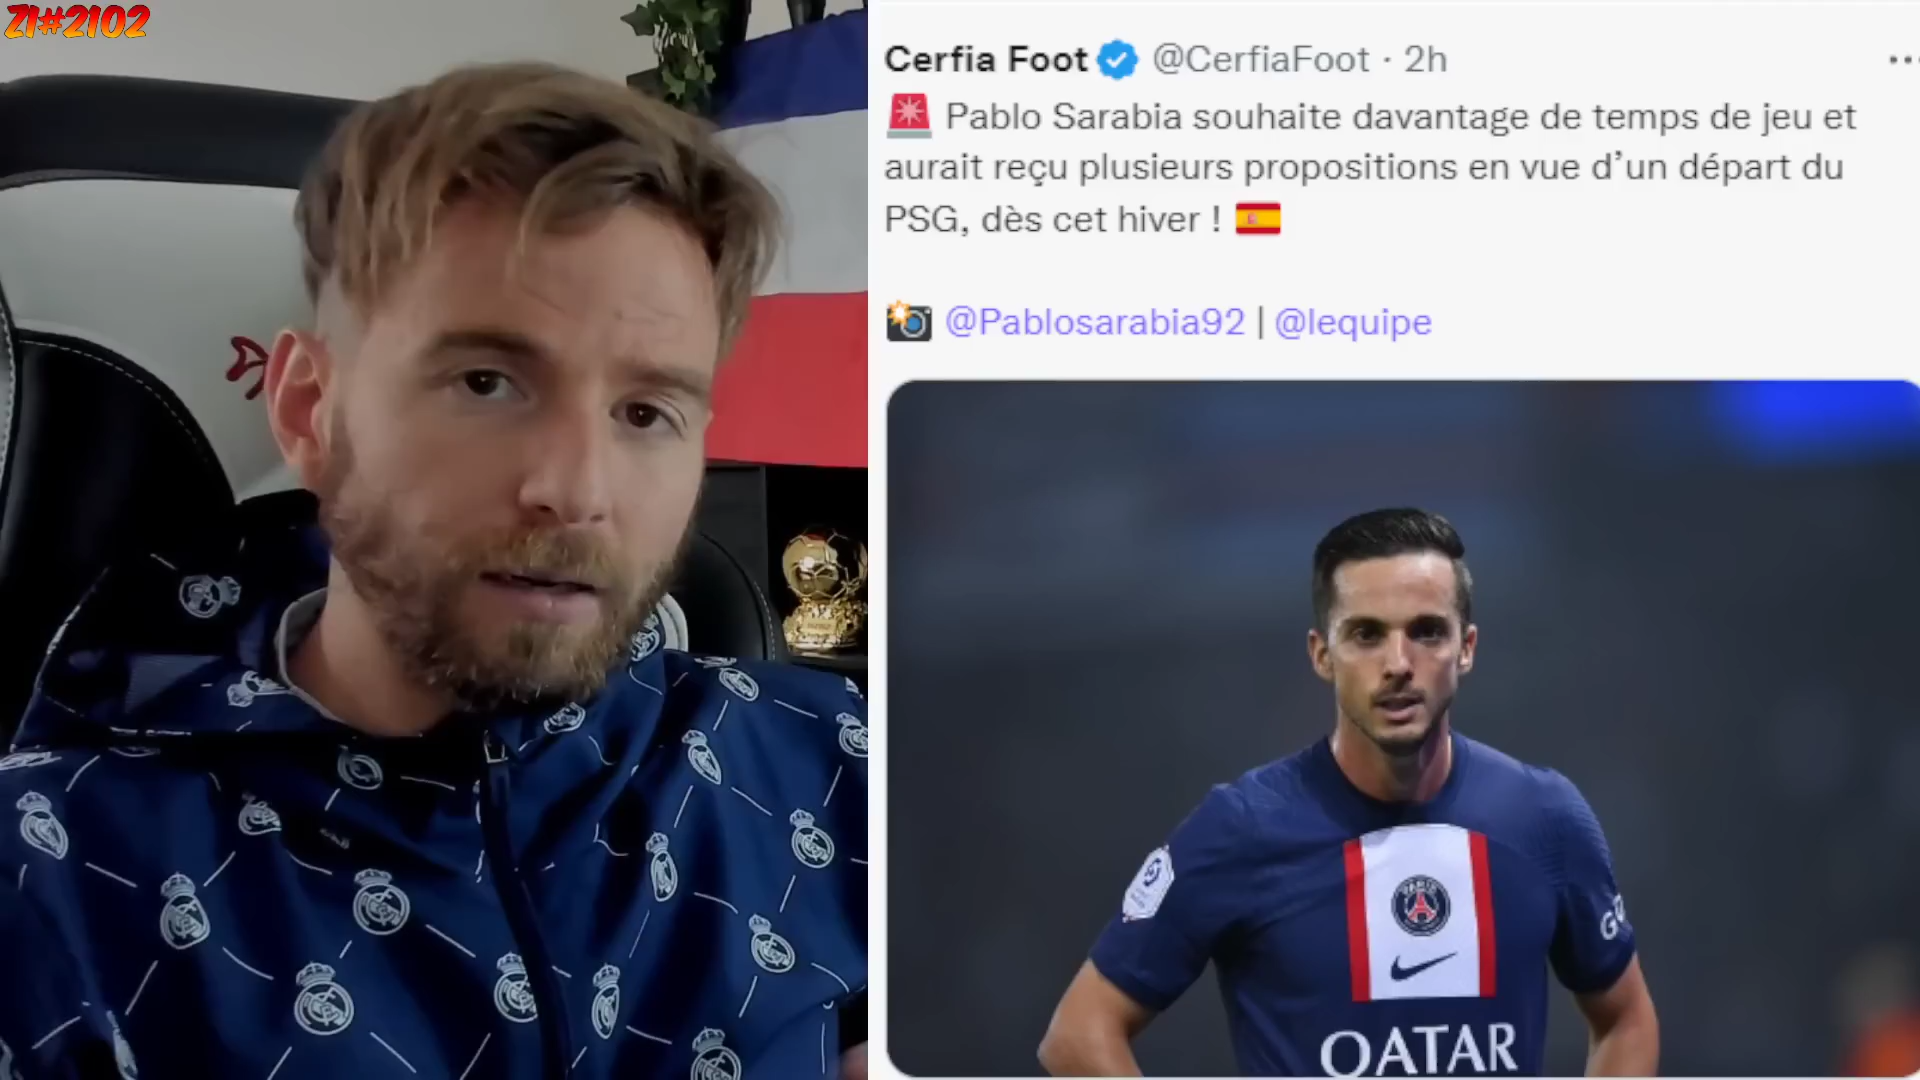 ZI#2102
Cerfia Foot @CerfiaFoot · 2h
Pablo Sarabia souhaite davantage de temps de jeu et
aurait reçu plusieurs propositions en vue d’un départ du
PSG, dès cet hiver !
@Pablosarabia92 | @lequipe
PARIS
QATAR